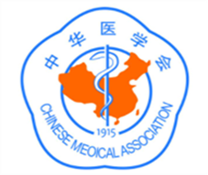 中华医学会
1915
CHINESE MEDICAL ASSOCIATION